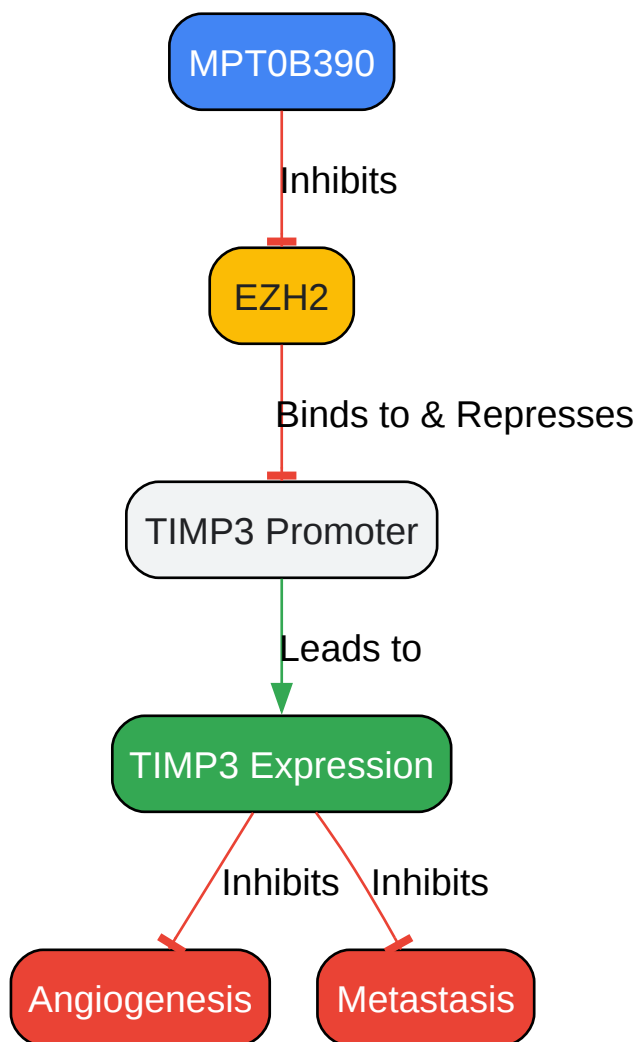 MPT0B390
Inhibits
EZH2
Binds to & Represses
TIMP3 Promoter
Leads to
TIMP3 Expression
Inhibits
Inhibits
Angiogenesis
Metastasis